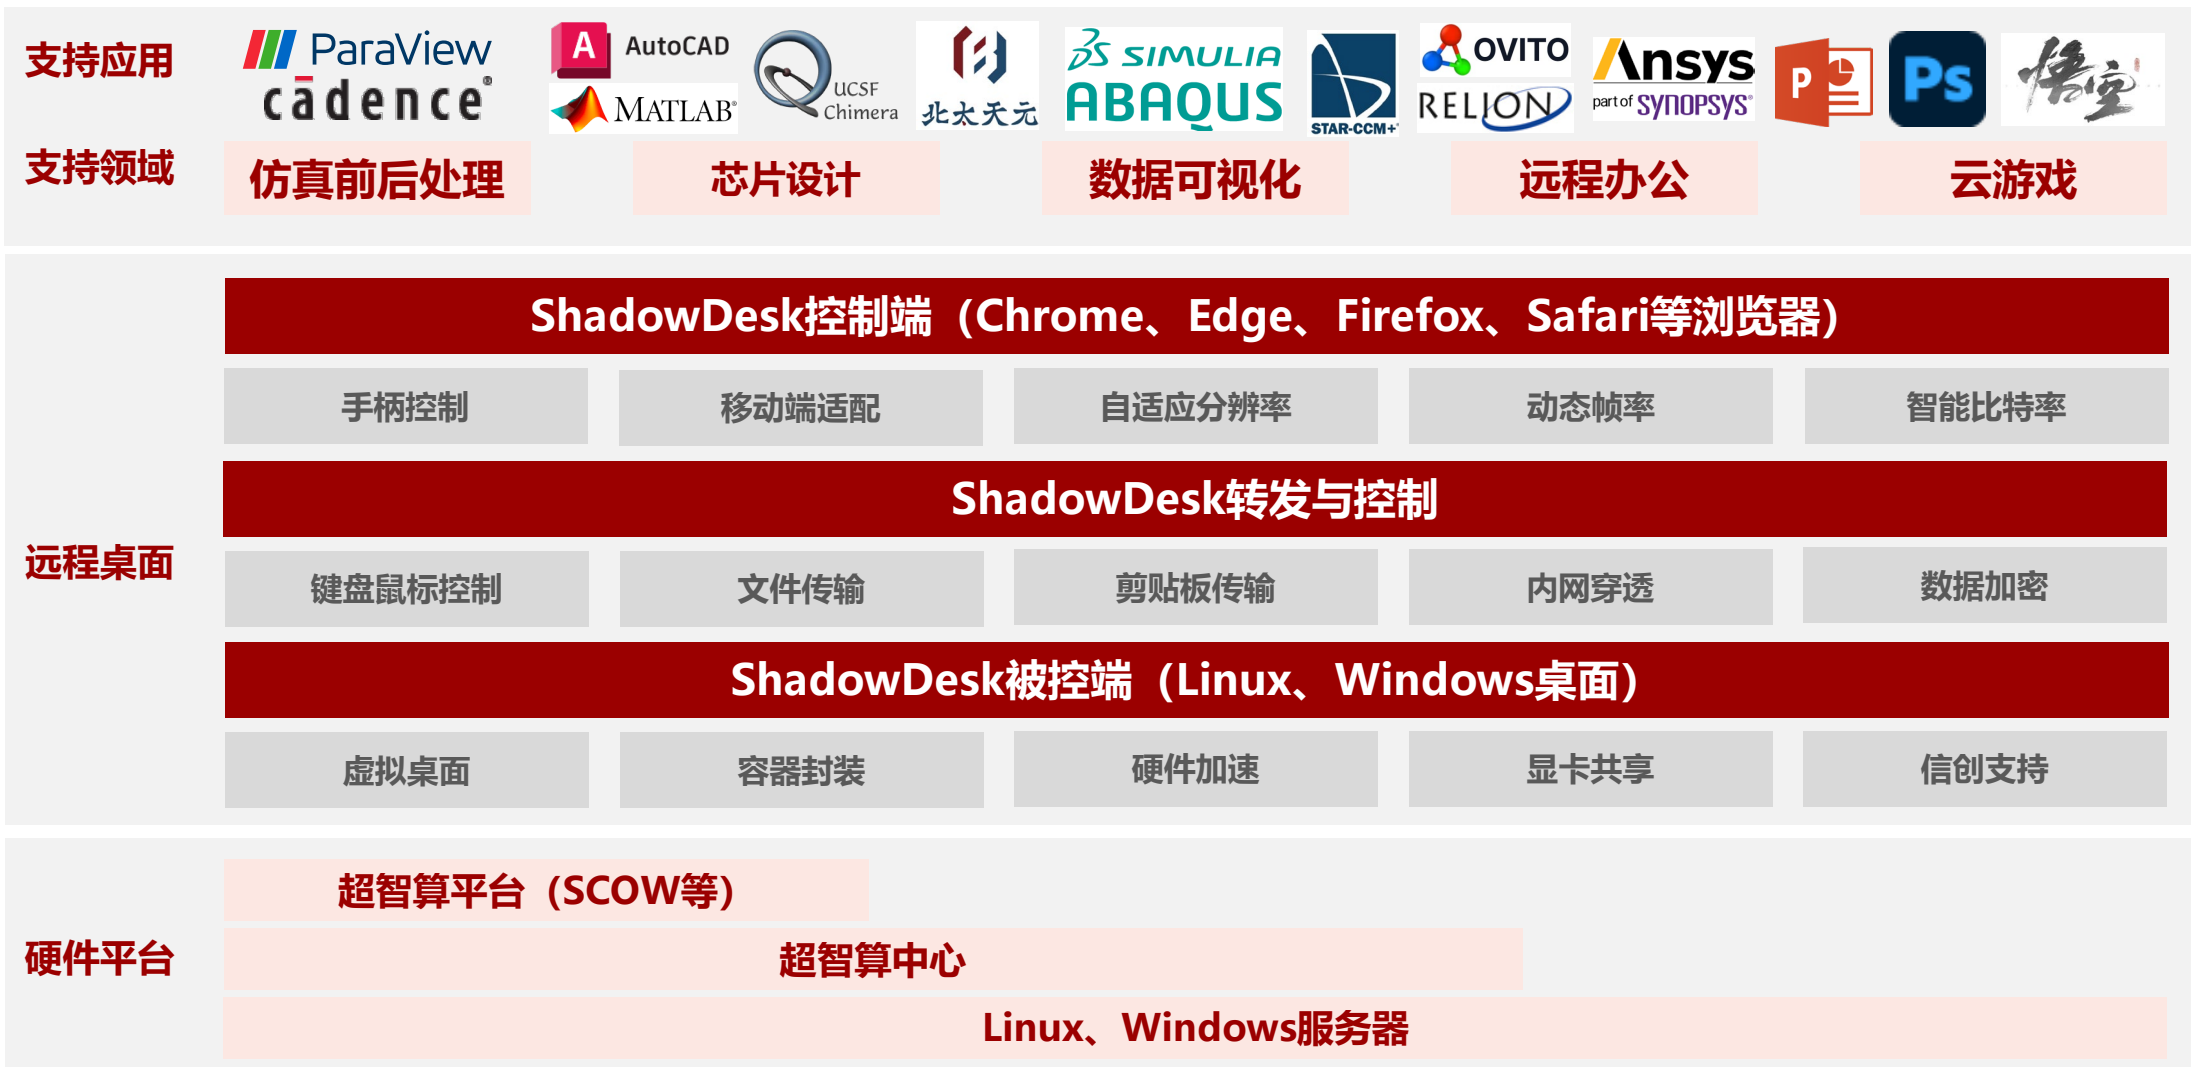 支持应用
ParaView
cādence®
A AutoCAD
MATLAB®
UCSF
Chimera
北太天元
SIMULIA
ABAQUS
STAR-CCM+
OVITO
RELION
Ansys
part of SYNOPSYS®
P
Ps
悟空
支持领域
仿真前后处理
芯片设计
数据可视化
远程办公
云游戏
ShadowDesk控制端（Chrome、Edge、Firefox、Safari等浏览器）
手柄控制
移动端适配
自适应分辨率
动态帧率
智能比特率
远程桌面
ShadowDesk转发与控制
键盘鼠标控制
文件传输
剪贴板传输
内网穿透
数据加密
ShadowDesk被控端（Linux、Windows桌面）
虚拟桌面
容器封装
硬件加速
显卡共享
信创支持
硬件平台
超智算平台（SCOW等）
超智算中心
Linux、Windows服务器